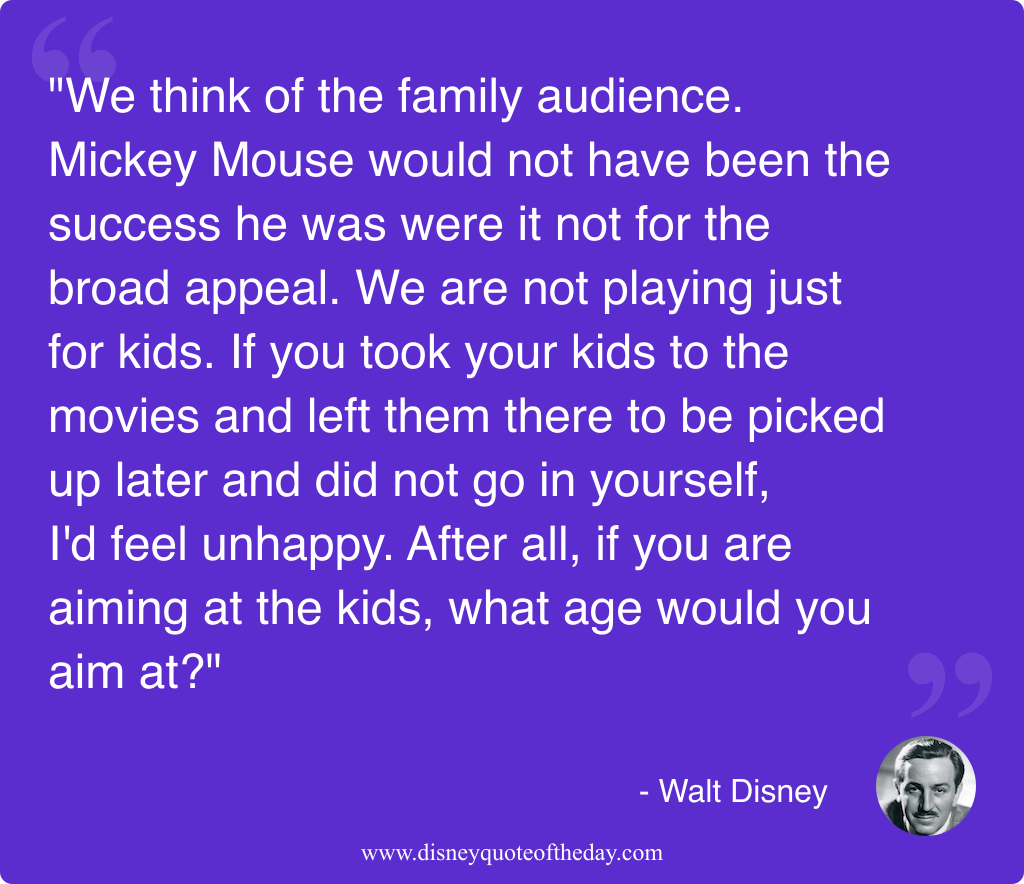 "We think of the family audience.
Mickey Mouse would not have been the
success he was were it not for the
broad appeal. We are not playing just
for kids. If you took your kids to the
movies and left them there to be picked
up later and did not go in yourself,
I'd feel unhappy. After all, if you are
aiming at the kids, what age would you
aim at?"
- Walt Disney
www.disneyquoteoftheday.com